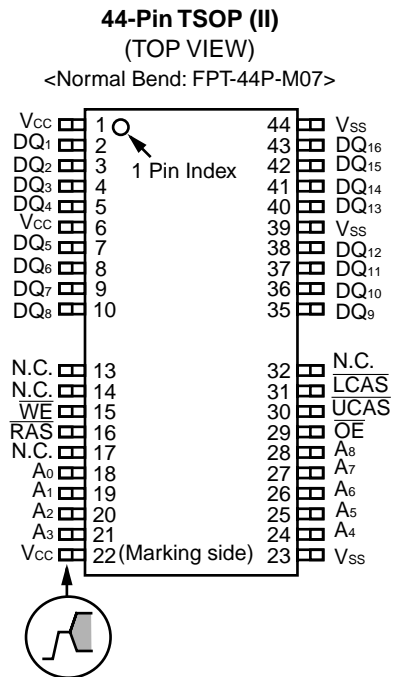 44-Pin TSOP (II)
(TOP VIEW)
<Normal Bend: FPT-44P-M07>
VCC 1 44 VSS
DQ1 2 43 DQ16
DQ2 3 42 DQ15
1 Pin Index
DQ3 4 41 DQ14
DQ4 5 40 DQ13
VCC 6 39 VSS
DQ5 7 38 DQ12
DQ6 8 37 DQ11
DQ7 9 36 DQ10
DQ8 10 35 DQ9
N.C. 13 32 N.C.
N.C. 14 31 LCAS
WE 15 30 UCAS
RAS 16 29 OE
N.C. 17 28 A8
A0 18 27 A7
A1 19 26 A6
A2 20 25 A5
A3 21 24 A4
VCC 22 (Marking side) 23 VSS